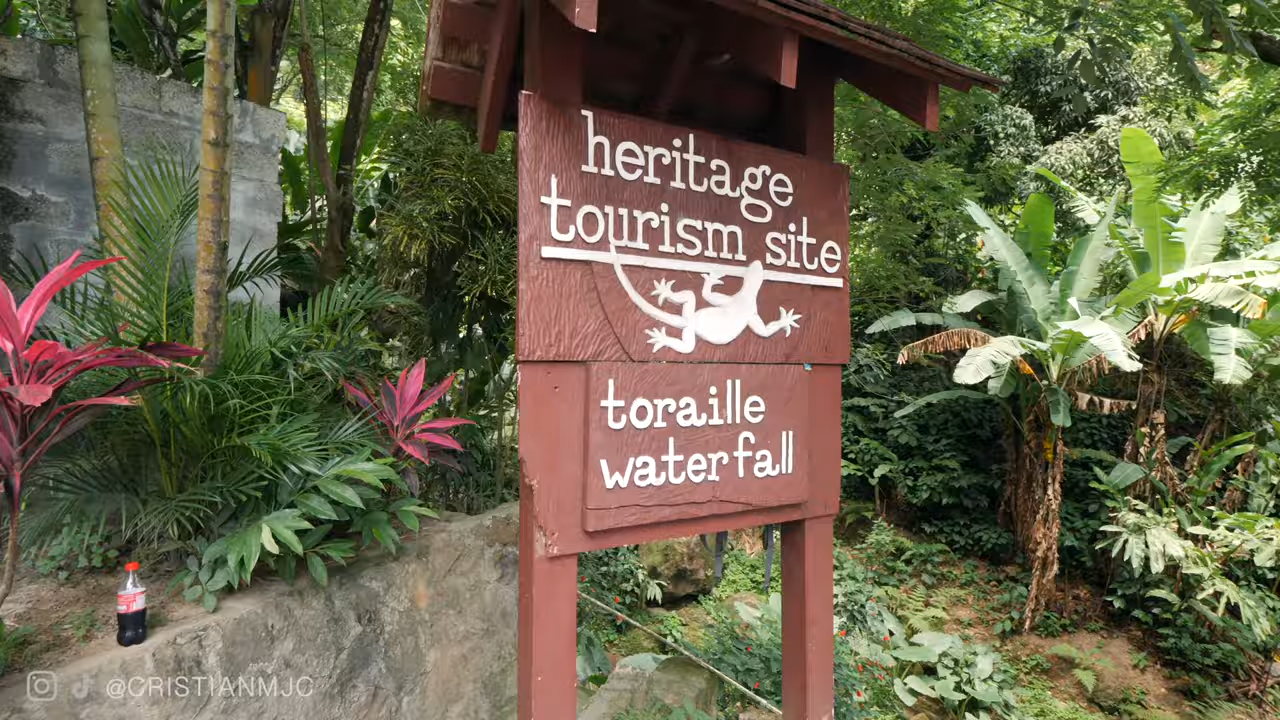 heritage
tourism site
toraille
waterfall
@CRISTIANMJC